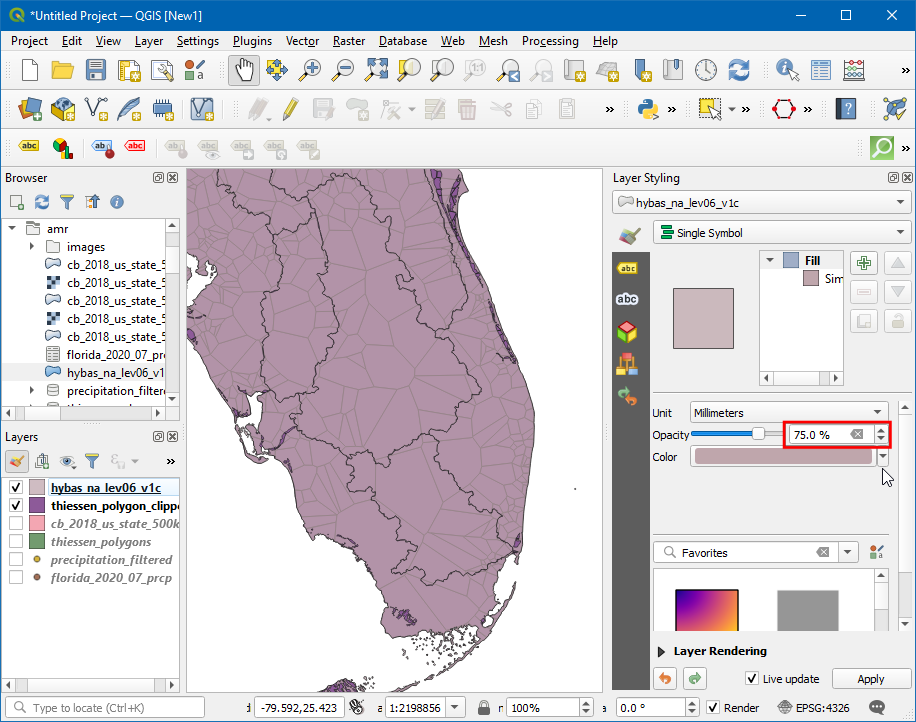 *Untitled Project — QGIS [New1]
Project Edit View Layer Settings Plugins Vector Raster Database Web Mesh Processing Help
Browser
amr
images
cb_2018_us_state_5
cb_2018_us_state_5
cb_2018_us_state_5
cb_2018_us_state_5
cb_2018_us_state_5
florida_2020_07_prc
hybas_na_lev06_v1
precipitation_filtere
Layers
hybas_na_lev06_v1c
thiessen_polygon_clippe
cb_2018_us_state_500k
thiessen_polygons
precipitation_filtered
florida_2020_07_prcp
Layer Styling
hybas_na_lev06_v1c
Single Symbol
Fill
Sim
Unit Millimeters
Opacity 75.0 %
Color
Favorites
Layer Rendering
Live update Apply
Type to locate (Ctrl+K) -79.592,25.423 1:2198856 100% 0.0 ° Render EPSG:4326